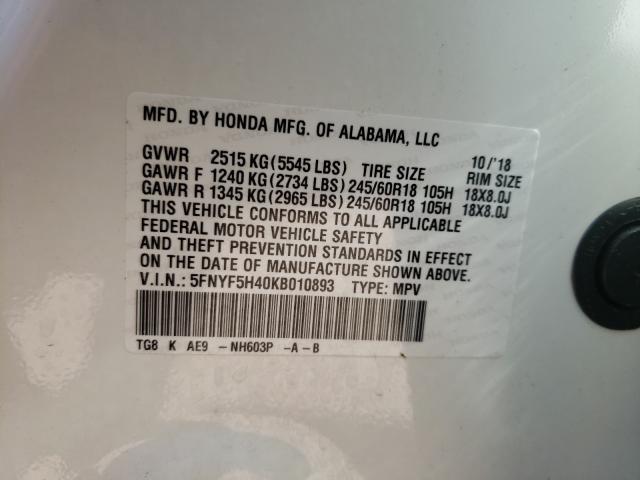 MFD. BY HONDA MFG. OF ALABAMA, LLC
10/'18
GVWR 2515 KG(5545 LBS) TIRE SIZE RIM SIZE
GAWR F 1240 KG(2734 LBS)245/60R18 105H 18X8.0J
GAWR R 1345 KG(2965 LBS)245/60R18 105H 18X8.0J
THIS VEHICLE CONFORMS TO ALL APPLICABLE
FEDERAL MOTOR VEHICLE SAFETY
AND THEFT PREVENTION STANDARDS IN EFFECT
ON THE DATE OF MANUFACTURE SHOWN ABOVE.
V.I.N.: 5FNYF5H40KB010893 TYPE: MPV
TG8 K AE9 -NH603P -A-B